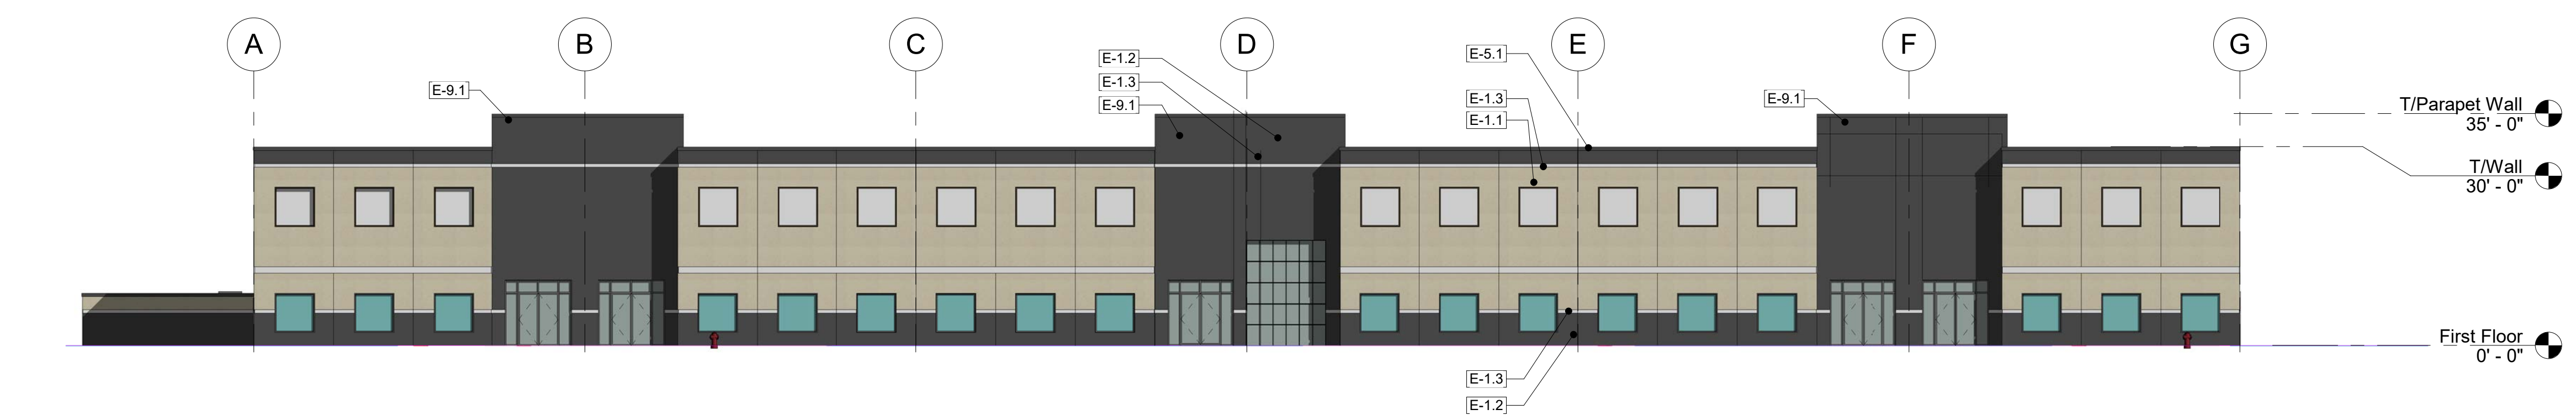 A
B
C
D
E
F
G
E-9.1
E-1.2
E-1.3
E-9.1
E-5.1
E-1.3
E-1.1
E-9.1
T/Parapet Wall
35' - 0"
T/Wall
30' - 0"
First Floor
0' - 0"
E-1.3
E-1.2